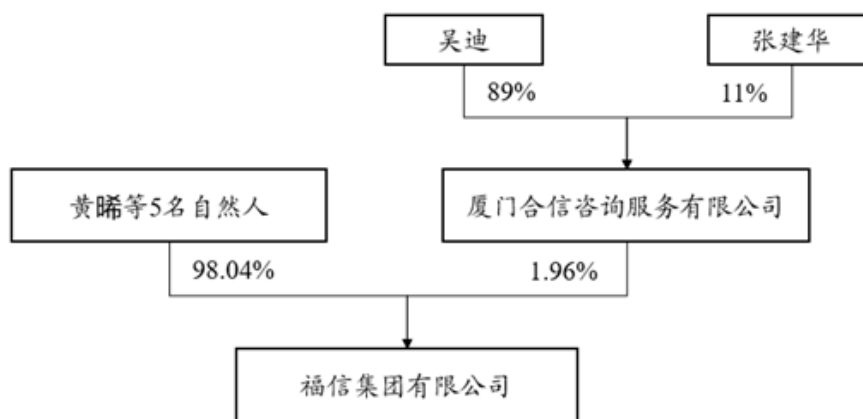 吴迪
张建华
89%
11%
黄晞等5名自然人
厦门合信咨询服务有限公司
98.04%
1.96%
福信集团有限公司